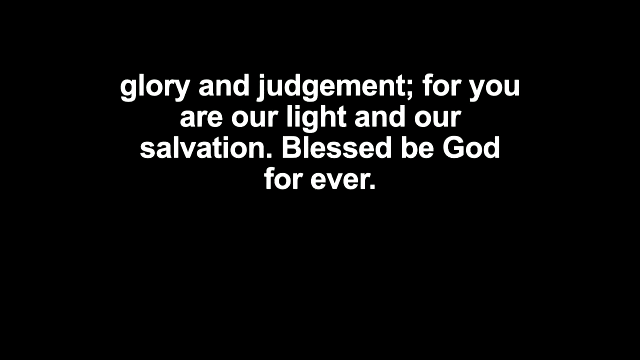 glory and judgement; for you
are our light and our
salvation. Blessed be God
for ever.